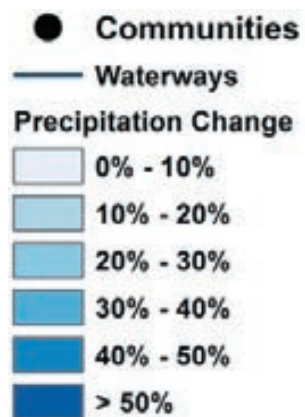 Communities
Waterways
Precipitation Change
0% - 10%
10% - 20%
20% - 30%
30% - 40%
40% - 50%
> 50%